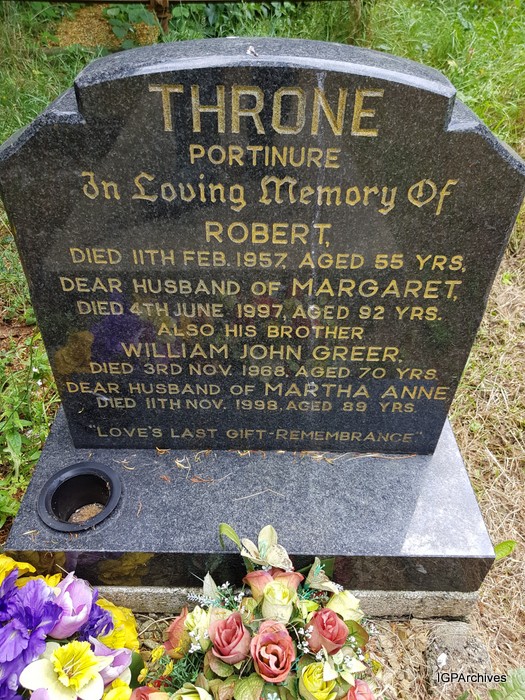 THRONE
PORTINURE
In Loving Memory Of
ROBERT,
DIED 11TH FEB. 1957, AGED 55 YRS,
DEAR HUSBAND OF MARGARET,
DIED 4TH JUNE 1997, AGED 92 YRS.
ALSO HIS BROTHER
WILLIAM JOHN GREER,
DIED 3RD NOV. 1968, AGED 70 YRS,
DEAR HUSBAND OF MARTHA ANNE
DIED 11TH NOV. 1998, AGED 89 YRS
"LOVE'S LAST GIFT-REMEMBRANCE"
IGPArchives